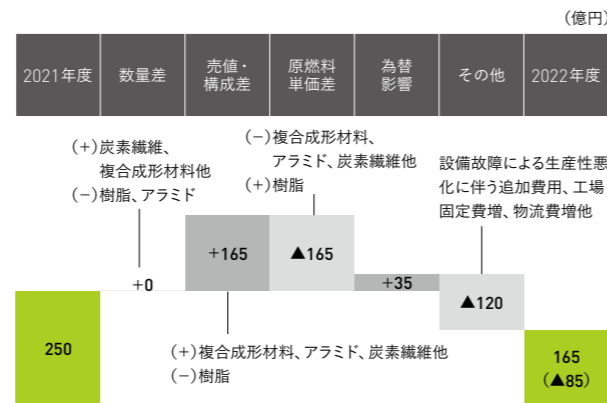 (億円)
2021年度
数量差
売値・
構成差
原燃料
単価差
為替
影響
その他
2022年度
(+)炭素繊維、
複合成形材料他
(−)樹脂、アラミド
(−)複合成形材料、
アラミド、炭素繊維他
(+)樹脂
設備故障による生産性悪
化に伴う追加費用、工場
固定費増、物流費増他
+0
+165
▲165
+35
▲120
250
(+)複合成形材料、アラミド、炭素繊維他
(−)樹脂
165
(▲85)